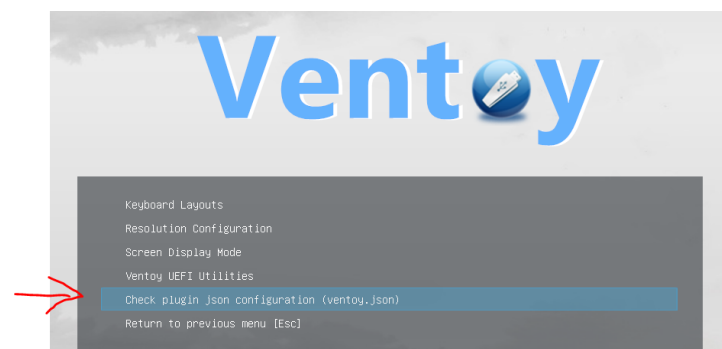 Ventoy
Keyboard Layouts
Resolution Configuration
Screen Display Mode
Ventoy UEFI Utilities
Check plugin json configuration (ventoy.json)
Return to previous menu [Esc]